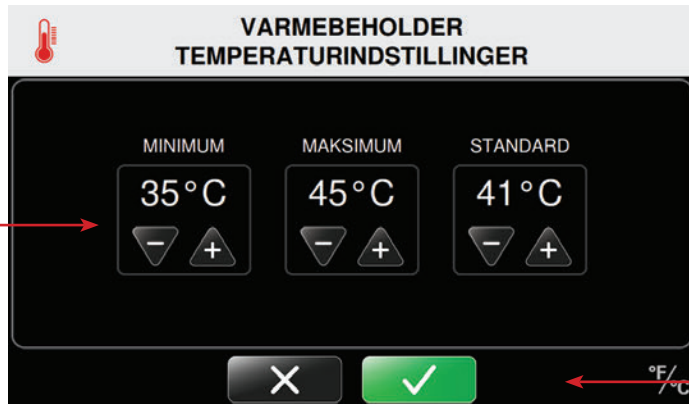 VARMEBEHOLDER
TEMPERATURINDSTILLINGER
MINIMUM MAKSIMUM STANDARD
35°C 45°C 41°C
− + − + − +
°F/°C